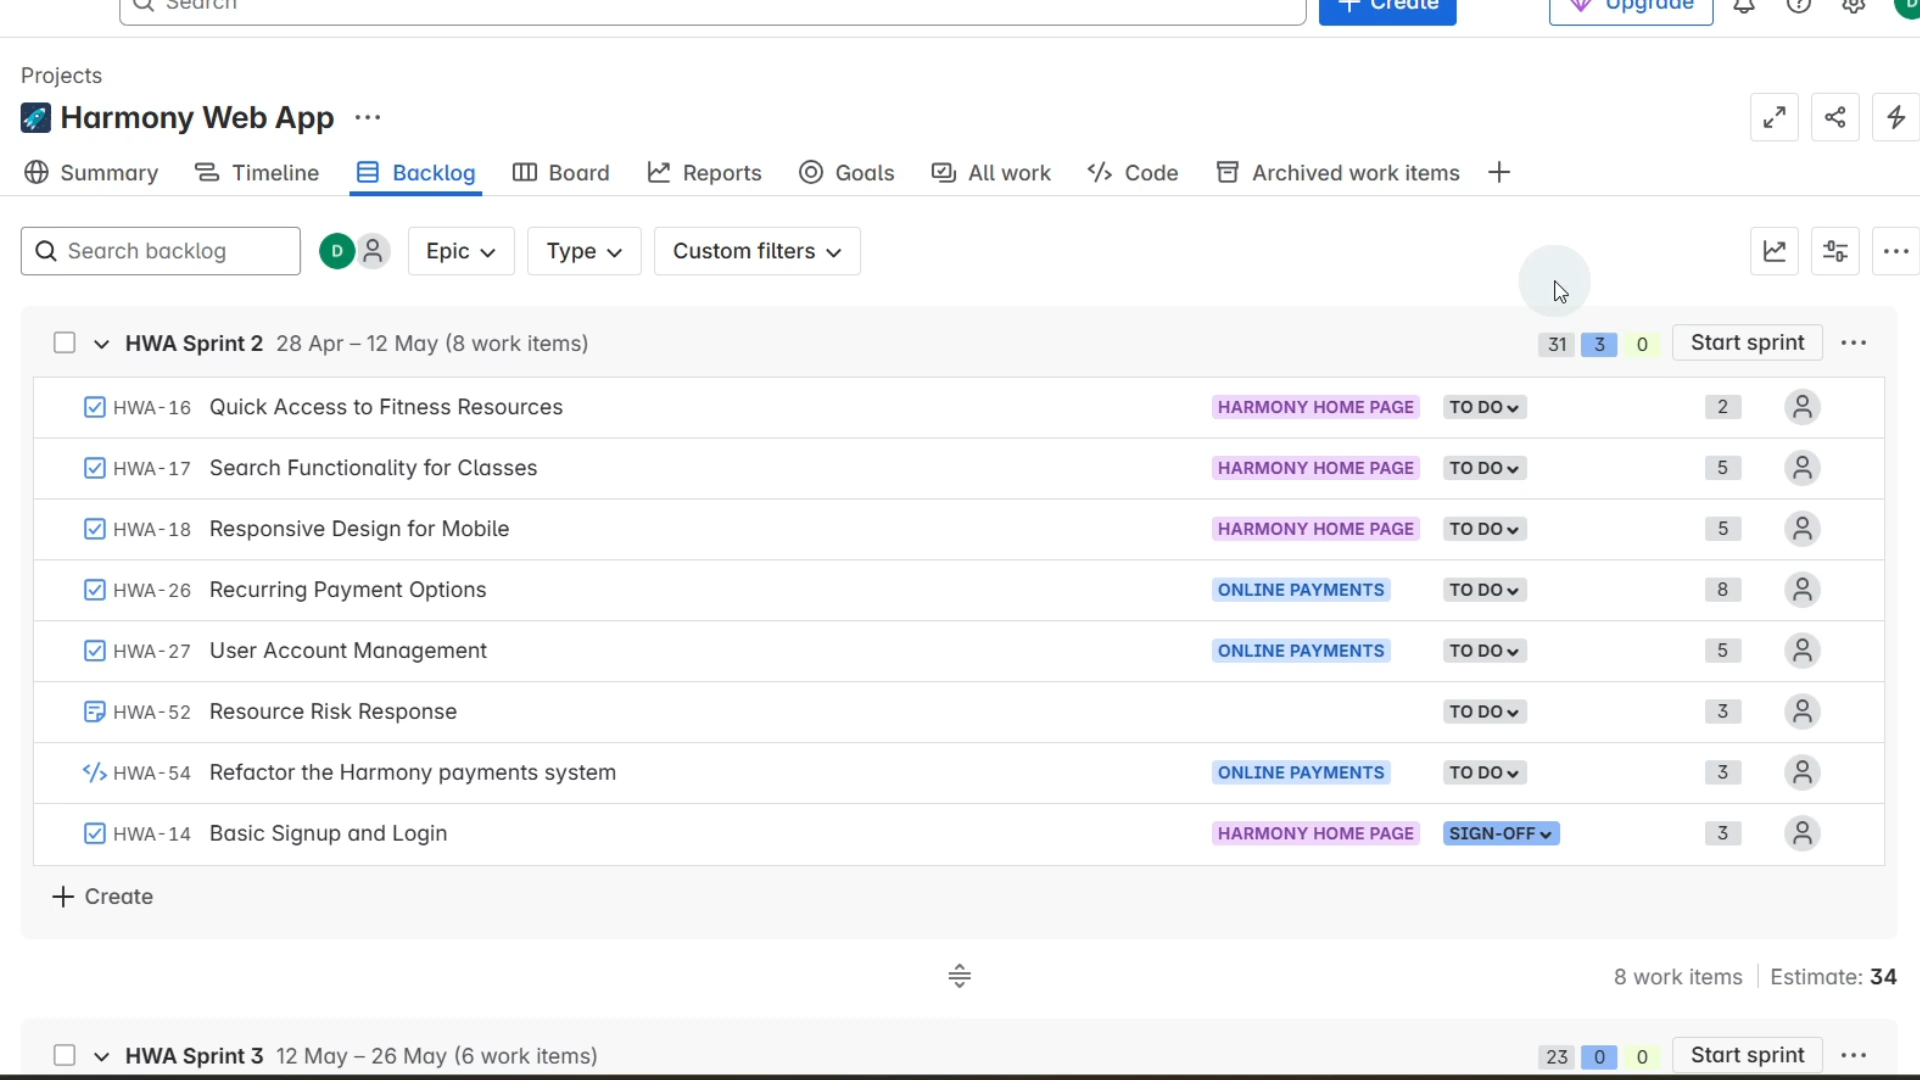 Search
Create
Upgrade
D
Projects
Harmony Web App
Summary Timeline Backlog Board Reports Goals All work Code Archived work items
Search backlog D Epic Type Custom filters
HWA Sprint 2 28 Apr – 12 May (8 work items) 31 3 0 Start sprint
HWA-16 Quick Access to Fitness Resources HARMONY HOME PAGE TO DO 2
HWA-17 Search Functionality for Classes HARMONY HOME PAGE TO DO 5
HWA-18 Responsive Design for Mobile HARMONY HOME PAGE TO DO 5
HWA-26 Recurring Payment Options ONLINE PAYMENTS TO DO 8
HWA-27 User Account Management ONLINE PAYMENTS TO DO 5
HWA-52 Resource Risk Response TO DO 3
HWA-54 Refactor the Harmony payments system ONLINE PAYMENTS TO DO 3
HWA-14 Basic Signup and Login HARMONY HOME PAGE SIGN-OFF 3
Create
8 work items Estimate: 34
HWA Sprint 3 12 May – 26 May (6 work items) 23 0 0 Start sprint